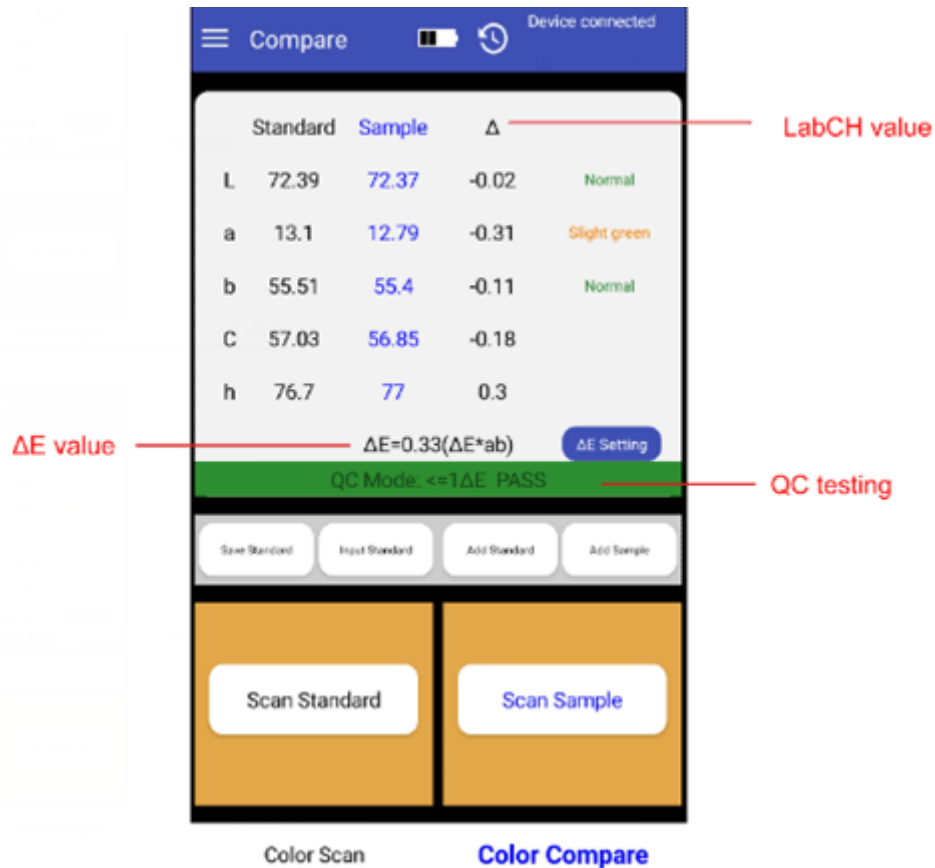 Compare
Device connected
Standard Sample Δ
LabCH value
L 72.39 72.37 -0.02 Normal
a 13.1 12.79 -0.31 Slight green
b 55.51 55.4 -0.11 Normal
C 57.03 56.85 -0.18
h 76.7 77 0.3
ΔE value
ΔE=0.33(ΔE*ab) ΔE Setting
QC Mode: <=1ΔE PASS
QC testing
Save Standard Input Standard Add Standard Add Sample
Scan Standard Scan Sample
Color Scan Color Compare